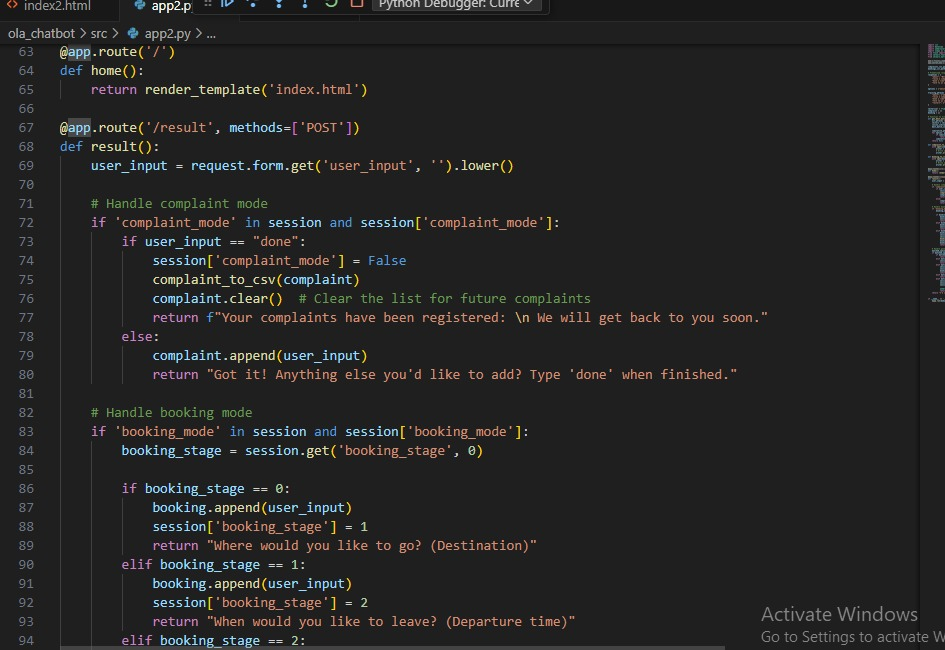 index2.html
app2.p
Python Debugger: Curre
ola_chatbot > src > app2.py > ...
63 @app.route('/')
64 def home():
65     return render_template('index.html')
66
67 @app.route('/result', methods=['POST'])
68 def result():
69     user_input = request.form.get('user_input', '').lower()
70
71     # Handle complaint mode
72     if 'complaint_mode' in session and session['complaint_mode']:
73         if user_input == "done":
74             session['complaint_mode'] = False
75             complaint_to_csv(complaint)
76             complaint.clear()  # Clear the list for future complaints
77             return f"Your complaints have been registered: \n We will get back to you soon."
78         else:
79             complaint.append(user_input)
80             return "Got it! Anything else you'd like to add? Type 'done' when finished."
81
82     # Handle booking mode
83     if 'booking_mode' in session and session['booking_mode']:
84         booking_stage = session.get('booking_stage', 0)
85
86         if booking_stage == 0:
87             booking.append(user_input)
88             session['booking_stage'] = 1
89             return "Where would you like to go? (Destination)"
90         elif booking_stage == 1:
91             booking.append(user_input)
92             session['booking_stage'] = 2
93             return "When would you like to leave? (Departure time)"
94         elif booking_stage == 2:
Activate Windows
Go to Settings to activate W